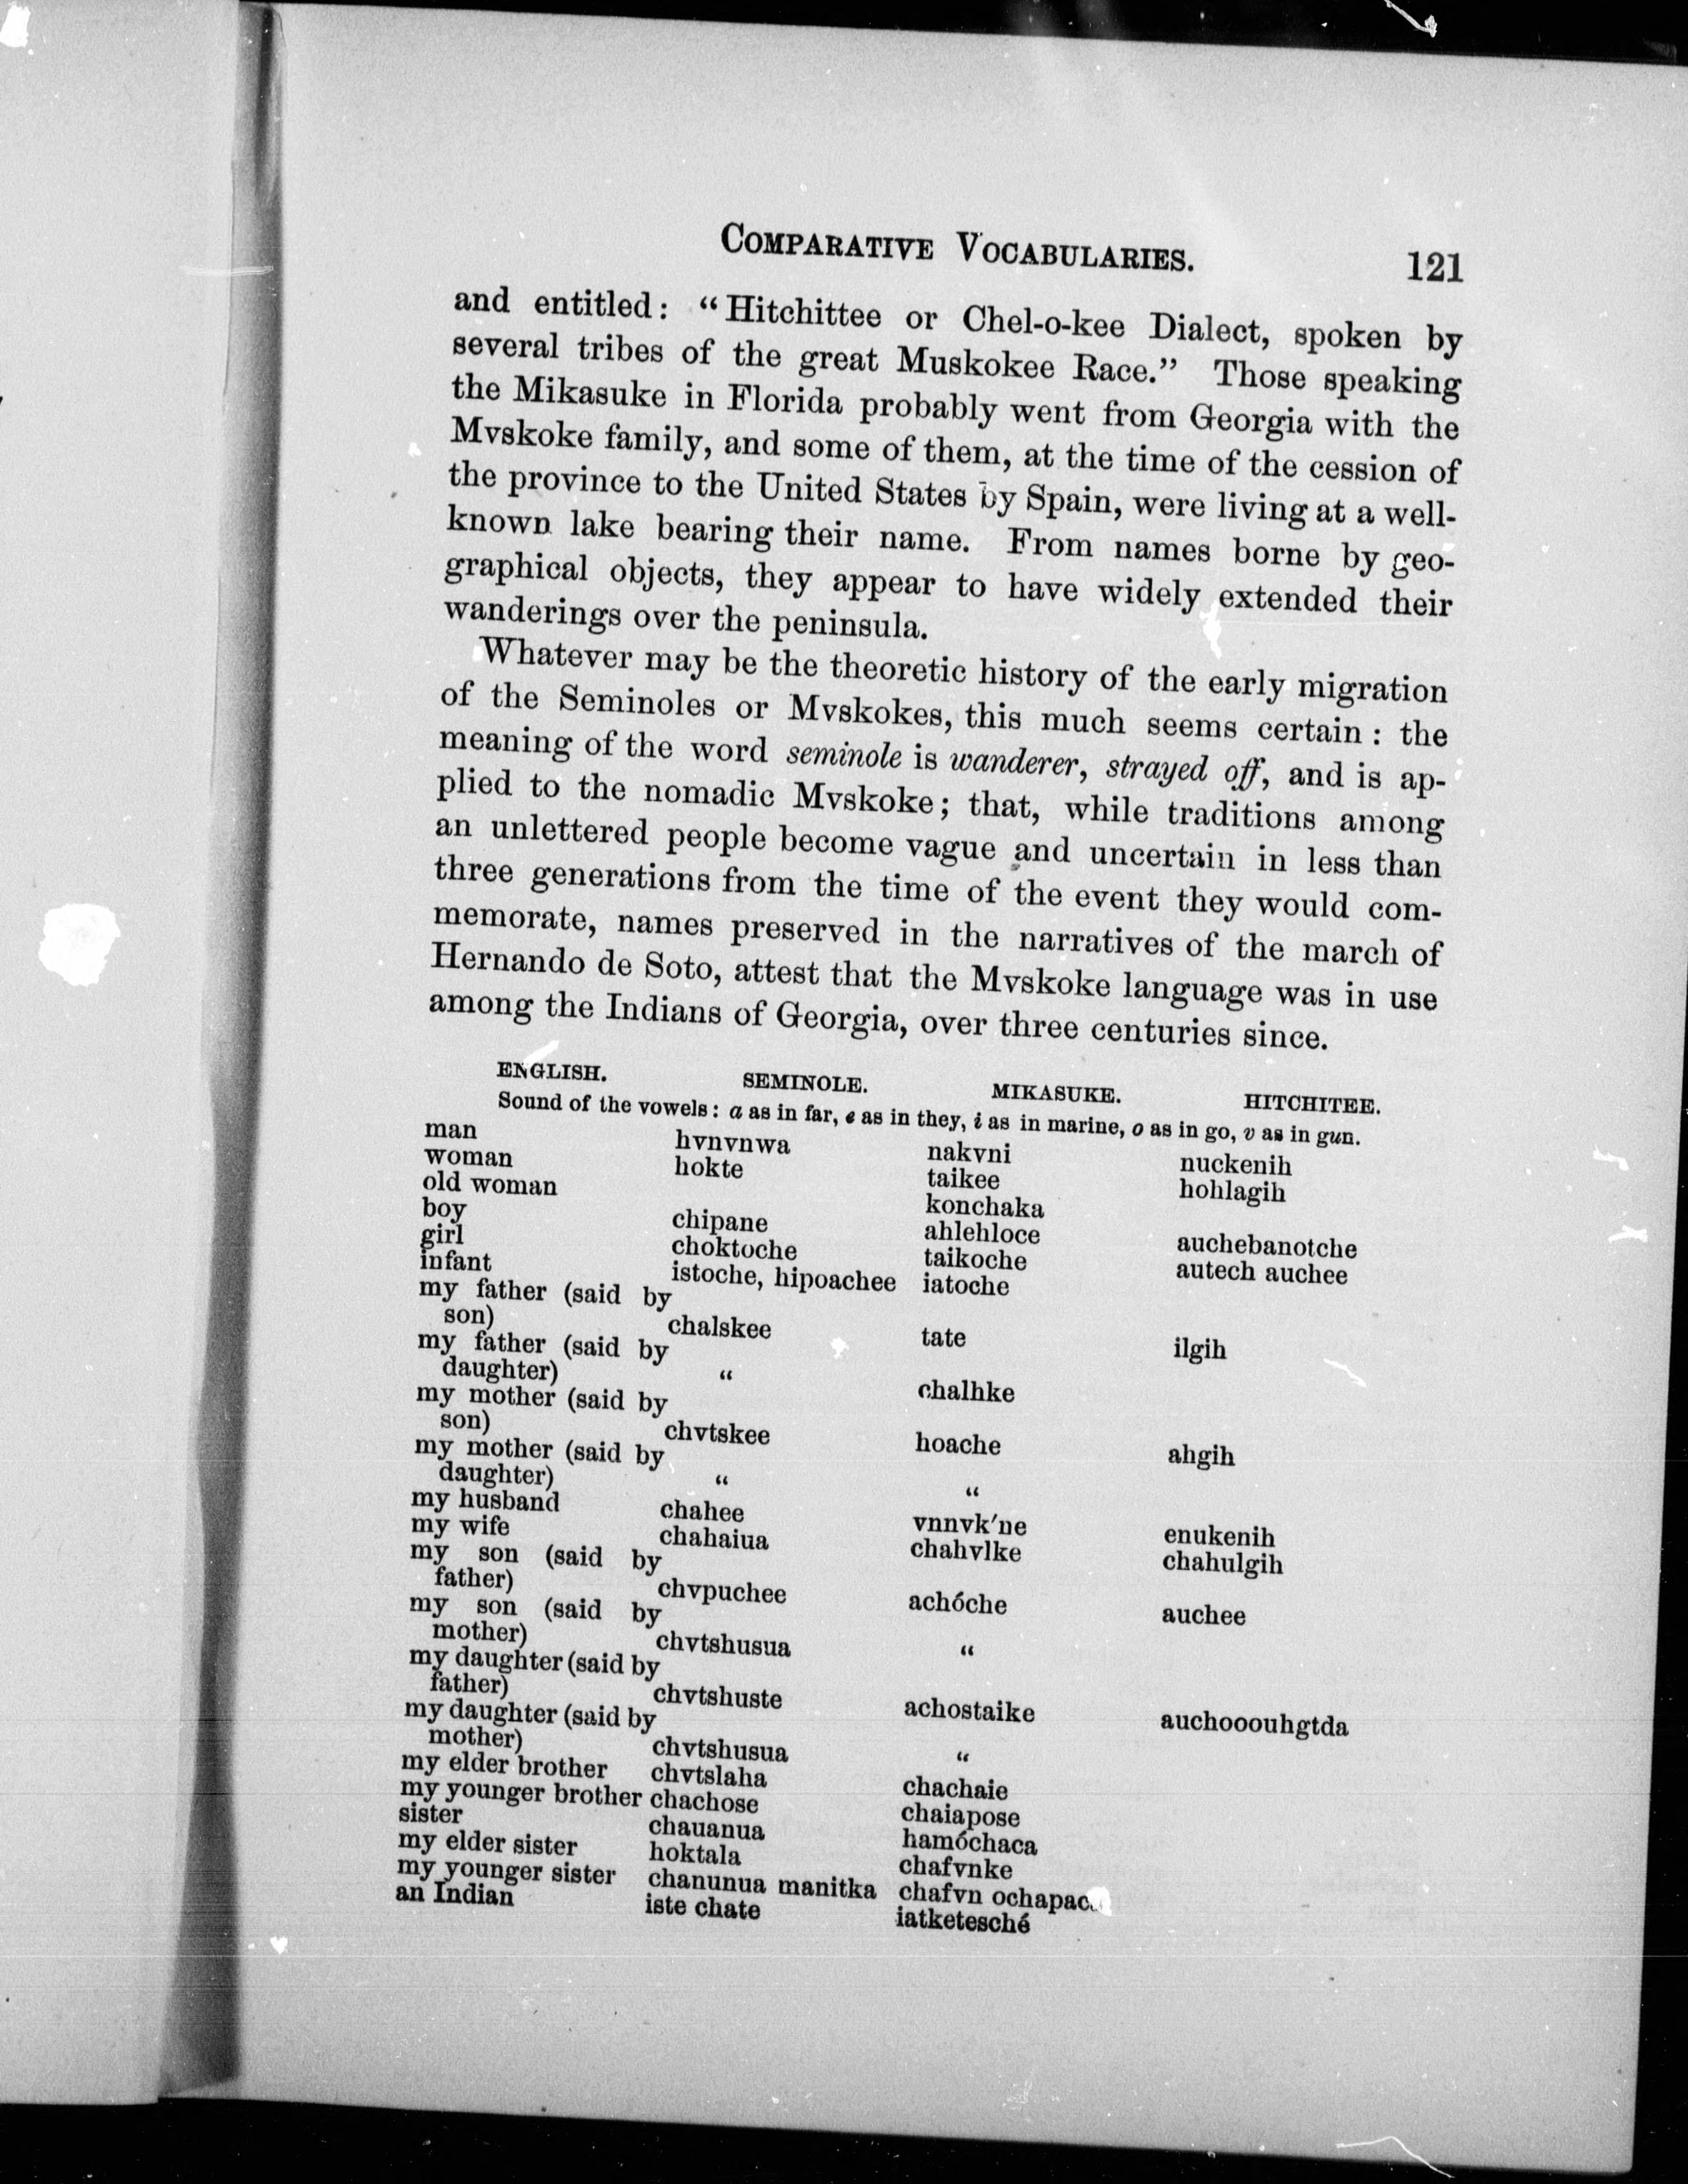 COMPARATIVE VOCABULARIES. 121
and entitled: “Hitchittee or Chel-o-kee Dialect, spoken by
several tribes of the great Muskokee Race.” Those speaking
the Mikasuke in Florida probably went from Georgia with the
Mvskoke family, and some of them, at the time of the cession of
the province to the United States by Spain, were living at a well-
known lake bearing their name. From names borne by geo-
graphical objects, they appear to have widely extended their
wanderings over the peninsula.
Whatever may be the theoretic history of the early migration
of the Seminoles or Mvskokes, this much seems certain: the
meaning of the word seminole is wanderer, strayed off, and is ap-
plied to the nomadic Mvskoke; that, while traditions among
an unlettered people become vague and uncertain in less than
three generations from the time of the event they would com-
memorate, names preserved in the narratives of the march of
Hernando de Soto, attest that the Mvskoke language was in use
among the Indians of Georgia, over three centuries since.
ENGLISH. SEMINOLE. MIKASUKE. HITCHITEE.
Sound of the vowels: a as in far, e as in they, i as in marine, o as in go, v as in gun.
man hvnvnwa nakvni nuckenih
woman hokte taikee hohlagih
old woman konchaka
boy chipane ahlehloce auchebanotche
girl choktoche taikoche autech auchee
infant istoche, hipoachee iatoche
my father (said by
son) chalskee tate ilgih
my father (said by
daughter) “ chalhke
my mother (said by
son) chvtskee hoache ahgih
my mother (said by
daughter) “ “
my husband chahee vnnvk′ne enukenih
my wife chahaiua chahvlke chahulgih
my son (said by
father) chvpuchee achóche auchee
my son (said by
mother) chvtshusua “
my daughter (said by
father) chvtshuste achostaike auchooouhgtda
my daughter (said by
mother) chvtshusua “
my elder brother chvtslaha chachaie
my younger brother chachose chaiapose
sister chauanua hamóchaca
my elder sister hoktala chafvnke
my younger sister chanunua manitka chafvn
an Indian iste chate iatketesché